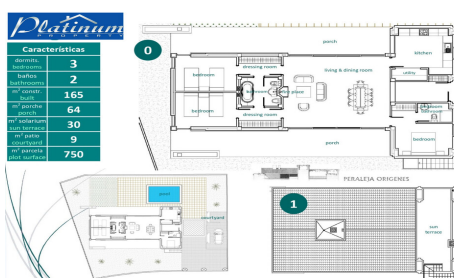 Platinum
PROPERTY
Características
dormits.
bedrooms
3
baños
bathrooms
2
m² constr.
built
165
m² porche
porch
64
m² solarium
sun terrace
30
m² patio
courtyard
9
m² parcela
plot surface
750
0
porch
kitchen
dressing room
bedroom
living & dining room
utility
bedroom
dressing room
bedroom
porch
PERALEJA ORIGENES
pool
courtyard
1
sun
terrace